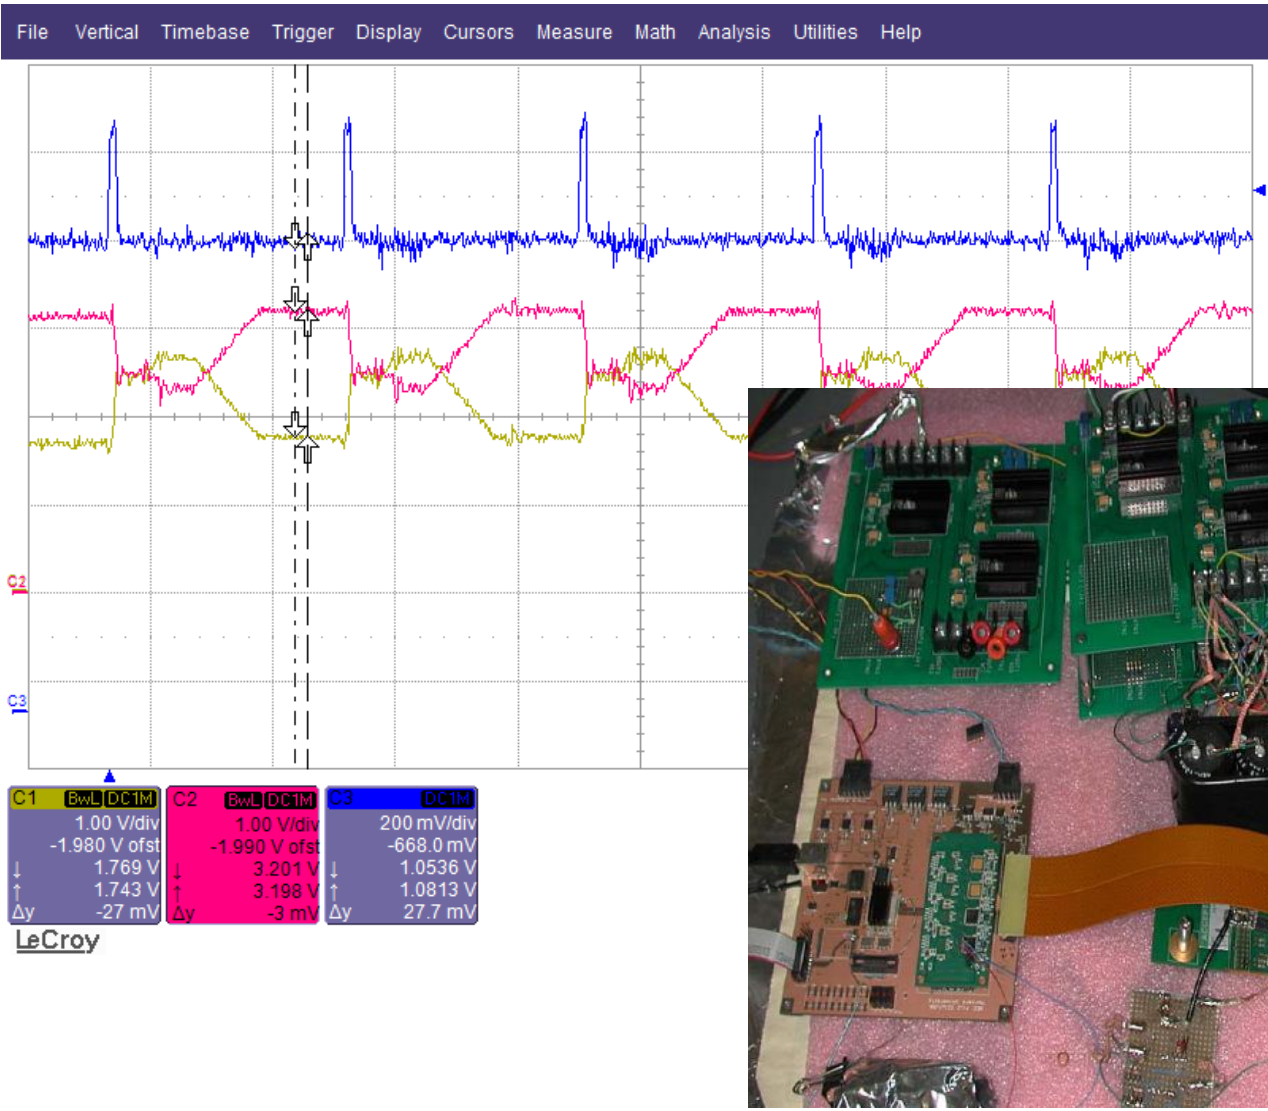 File Vertical Timebase Trigger Display Cursors Measure Math Analysis Utilities Help
C2
C3
C1 BwL DC1M
1.00 V/div
-1.980 V ofst
↓ 1.769 V
↑ 1.743 V
Δy -27 mV
C2 BwL DC1M
1.00 V/div
-1.990 V ofst
↓ 3.201 V
↑ 3.198 V
Δy -3 mV
C3 DC1M
200 mV/div
-668.0 mV
↓ 1.0536 V
↑ 1.0813 V
Δy 27.7 mV
LeCroy